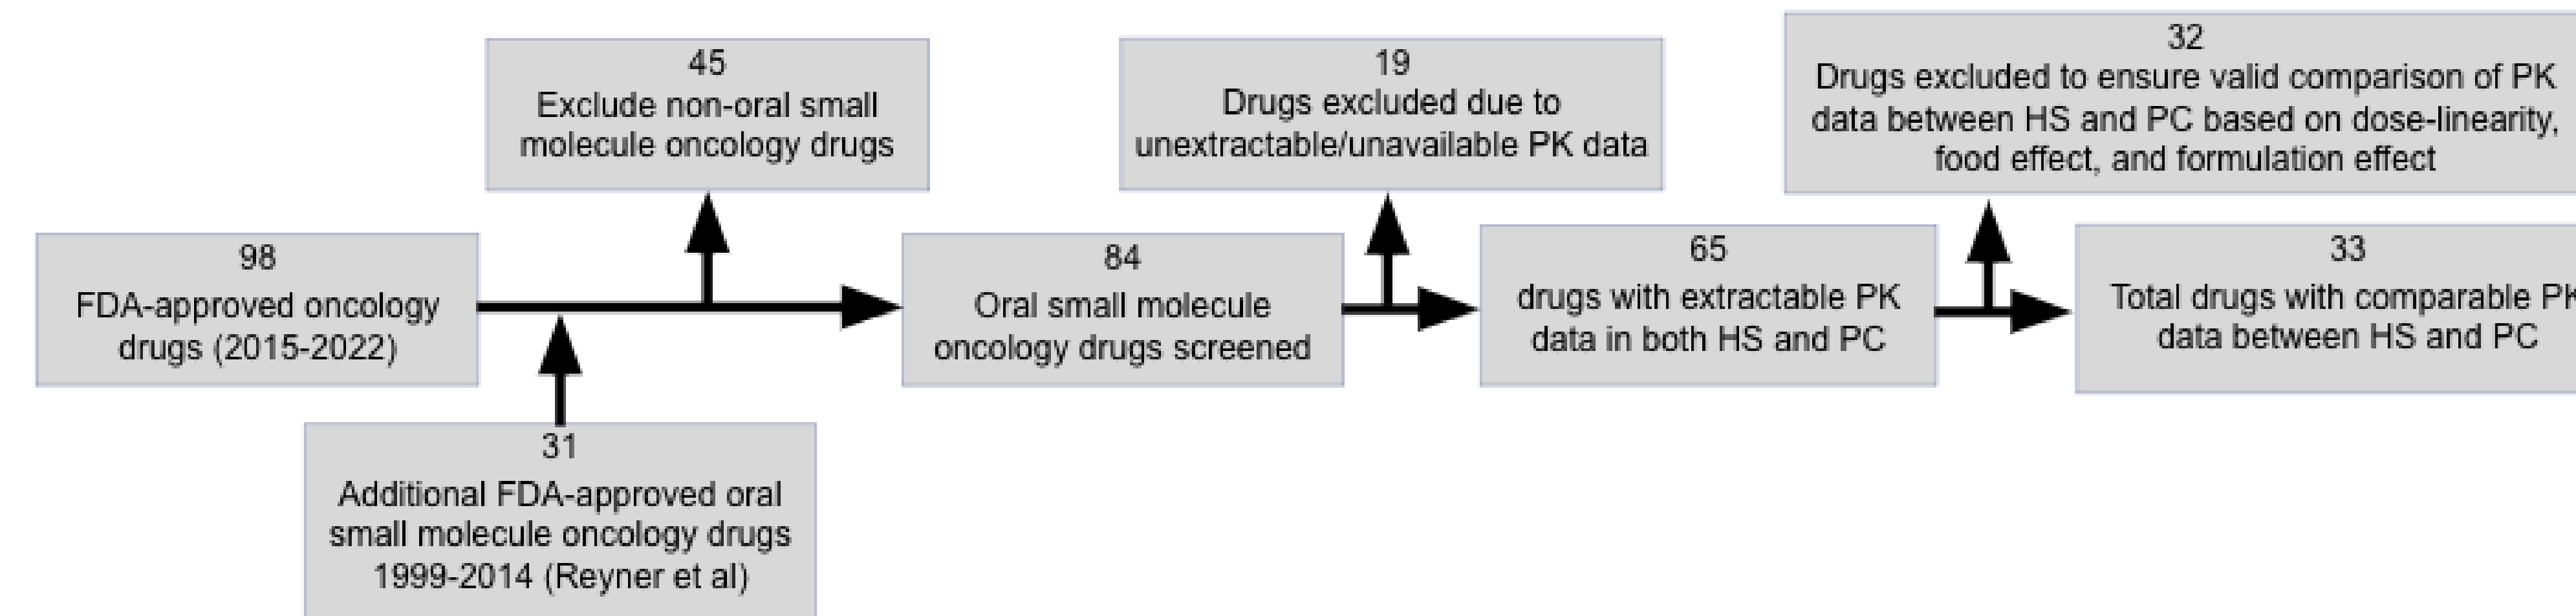 45
Exclude non-oral small
molecule oncology drugs
19
Drugs excluded due to
unextractable/unavailable PK data
32
Drugs excluded to ensure valid comparison of PK
data between HS and PC based on dose-linearity,
food effect, and formulation effect
98
FDA-approved oncology
drugs (2015-2022)
84
Oral small molecule
oncology drugs screened
65
drugs with extractable PK
data in both HS and PC
33
Total drugs with comparable PK
data between HS and PC
31
Additional FDA-approved oral
small molecule oncology drugs
1999-2014 (Reyner et al)